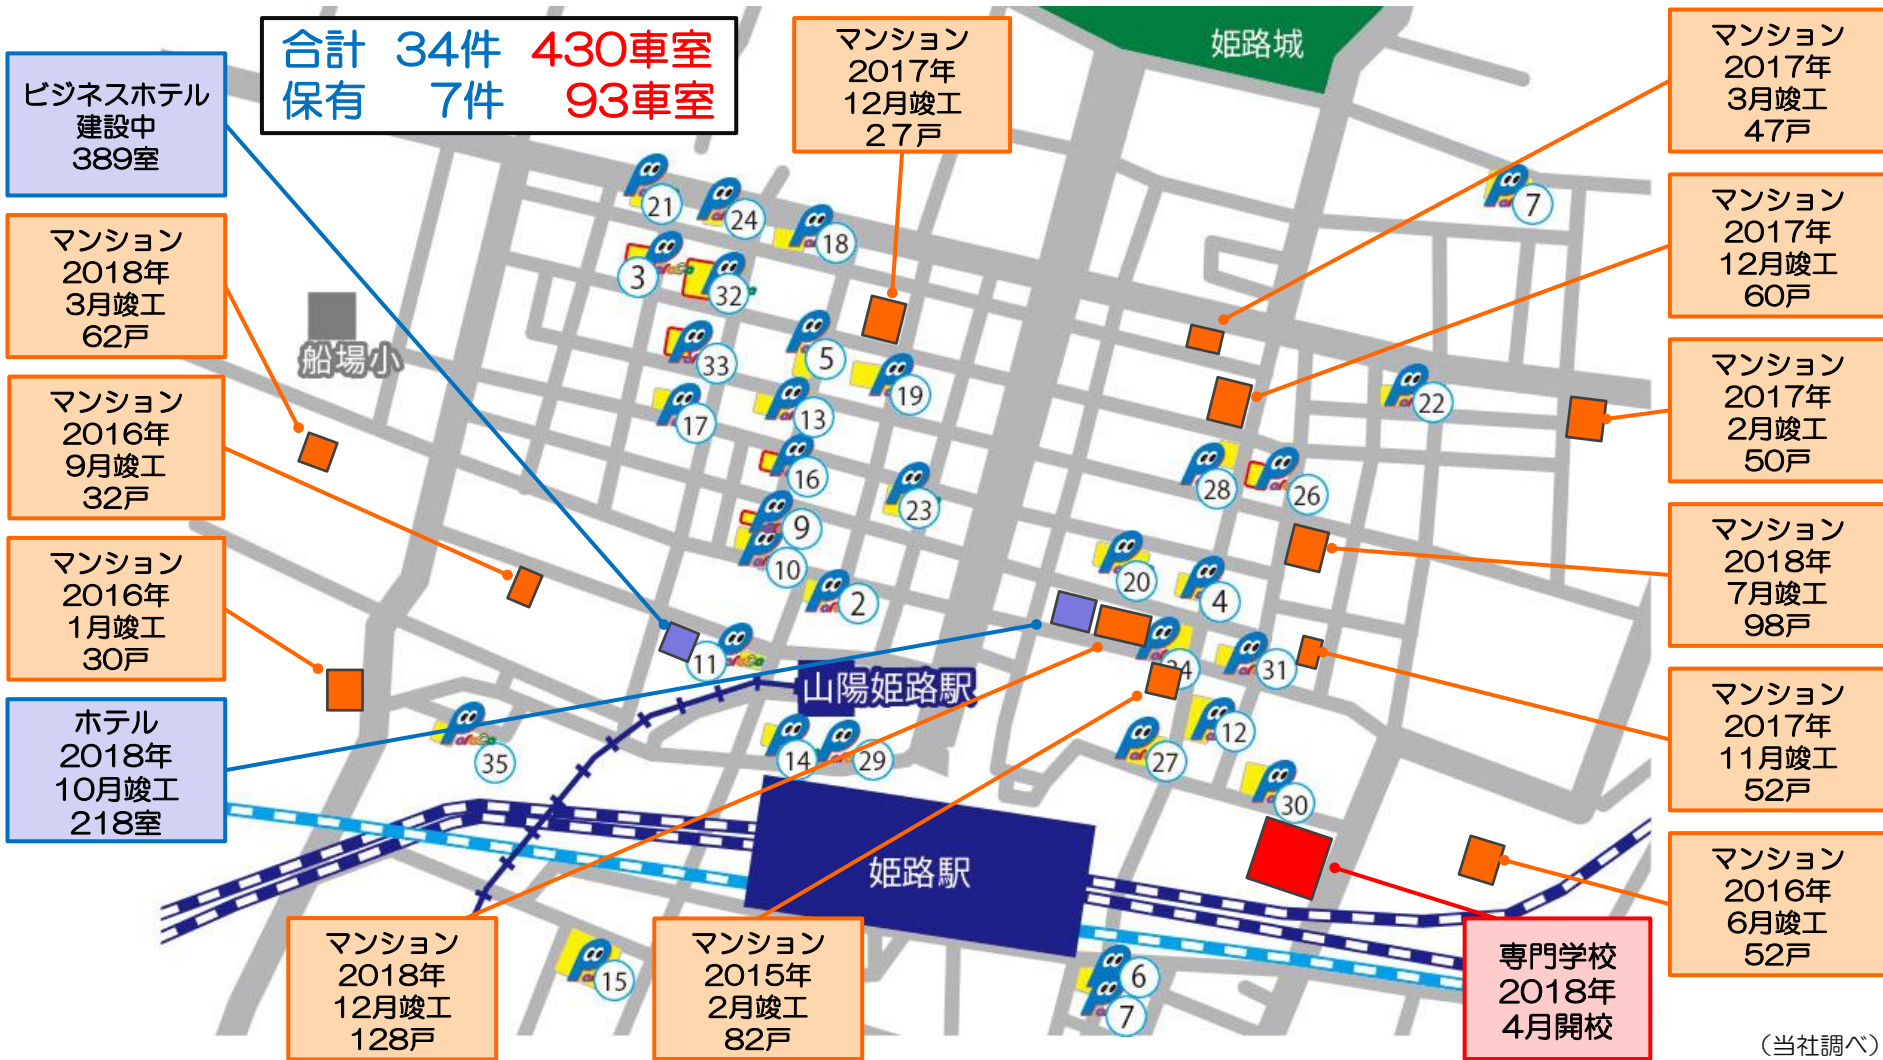 合計 34件 430車室
保有 7件 93車室
ビジネスホテル
建設中
389室
マンション
2018年
3月竣工
62戸
マンション
2016年
9月竣工
32戸
マンション
2016年
1月竣工
30戸
ホテル
2018年
10月竣工
218室
マンション
2017年
12月竣工
27戸
姫路城
マンション
2017年
3月竣工
47戸
マンション
2017年
12月竣工
60戸
マンション
2017年
2月竣工
50戸
マンション
2018年
7月竣工
98戸
マンション
2017年
11月竣工
52戸
マンション
2016年
6月竣工
52戸
船場小
21
24
18
7
3
32
33
5
19
22
17
13
16
28
26
23
9
10
2
20
4
11
24
31
山陽姫路駅
35
14
29
12
27
30
姫路駅
15
6
7
マンション
2018年
12月竣工
128戸
マンション
2015年
2月竣工
82戸
専門学校
2018年
4月開校
（当社調べ）